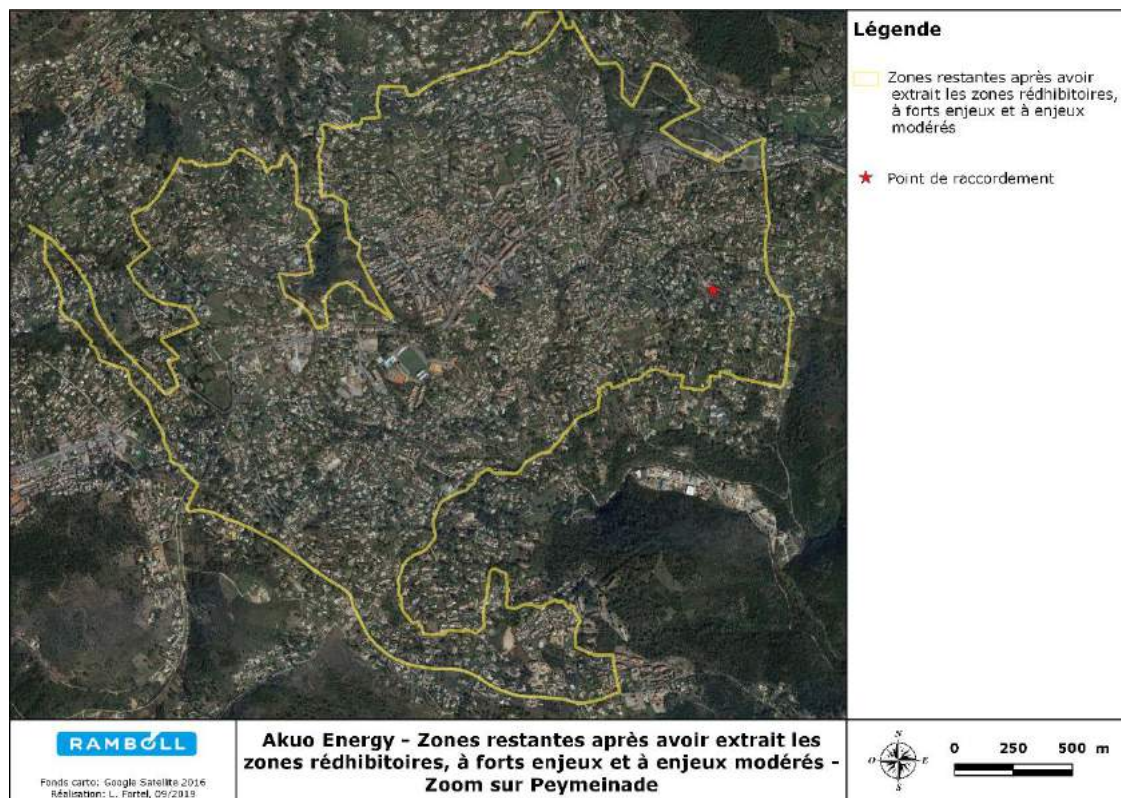 Légende
Zones restantes après avoir
extrait les zones rédhibitoires,
à forts enjeux et à enjeux
modérés
Point de raccordement
RAMBOLL
Fonds carto: Google Satellite 2016
Réalisation: L. Fortel, 09/2019
Akuo Energy - Zones restantes après avoir extrait les
zones rédhibitoires, à forts enjeux et à enjeux modérés -
Zoom sur Peymeinade
S
O
E
S
0 250 500 m